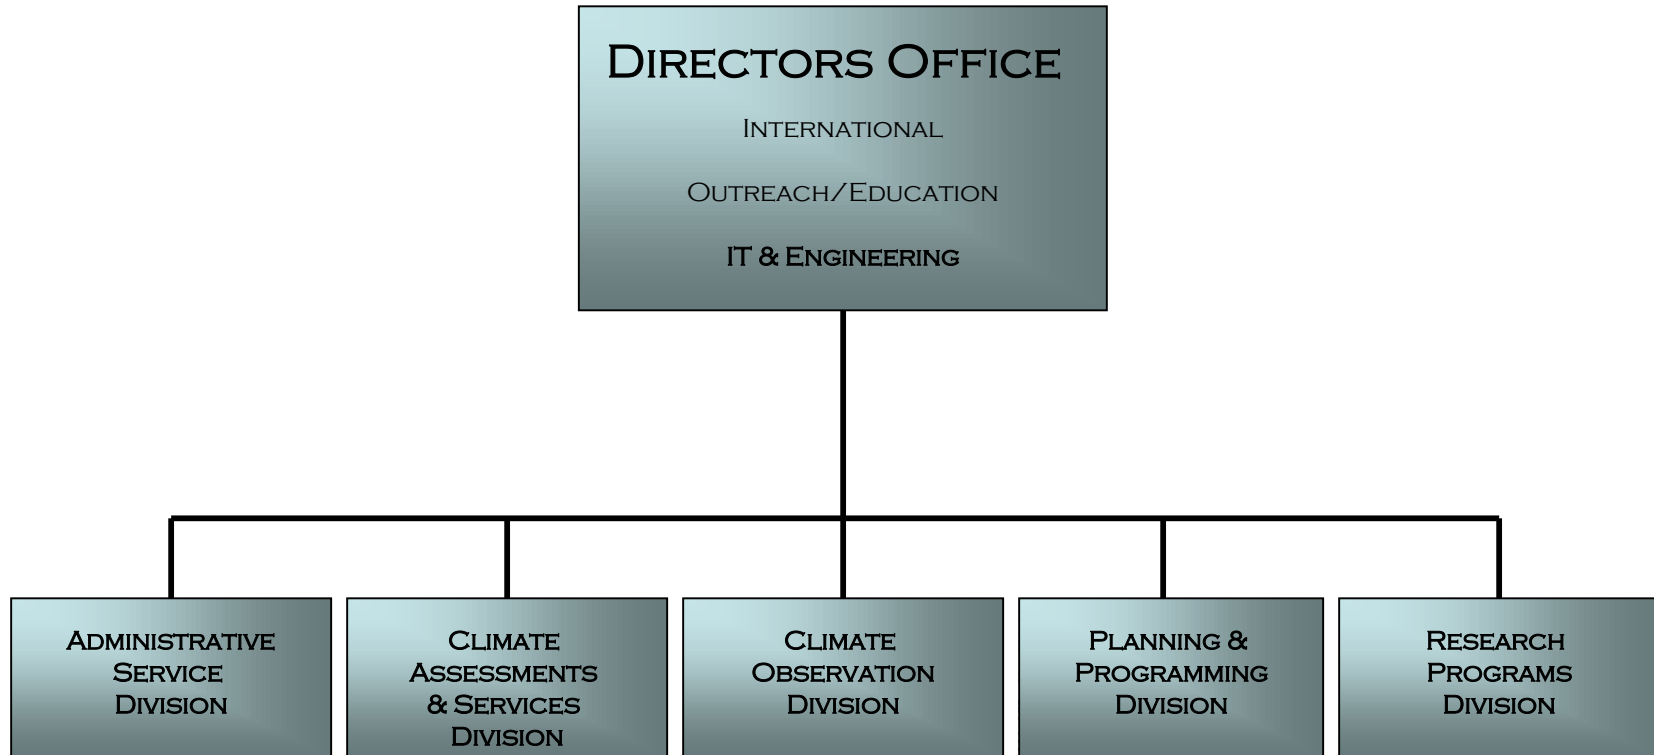 Directors Office
International
Outreach/Education
IT & Engineering
Administrative
Service
Division
Climate
Assessments
& Services
Division
Climate
Observation
Division
Planning &
Programming
Division
Research
Programs
Division